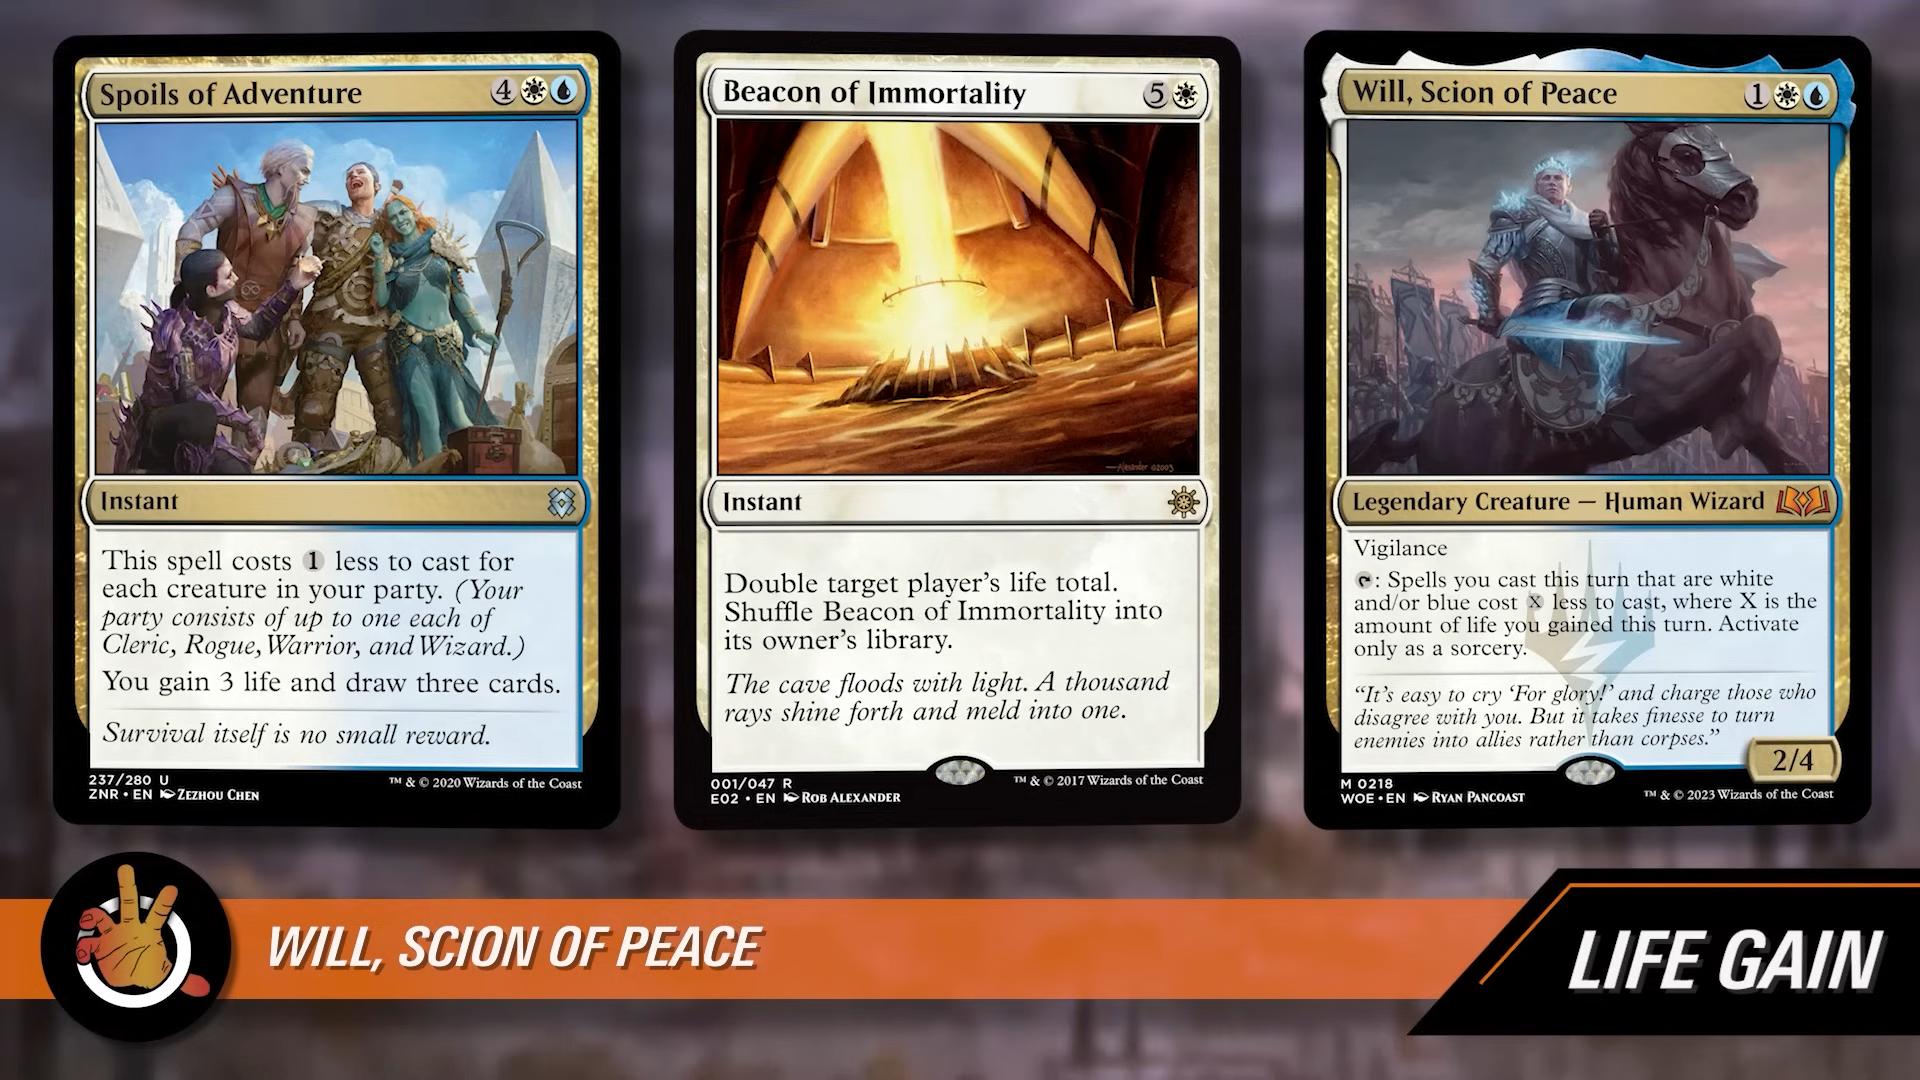 Spoils of Adventure 4
Instant
This spell costs 1 less to cast for
each creature in your party. (Your
party consists of up to one each of
Cleric, Rogue, Warrior, and Wizard.)
You gain 3 life and draw three cards.
Survival itself is no small reward.
237/280 U
ZNR • EN Zezhou Chen
™ & © 2020 Wizards of the Coast
Beacon of Immortality 5
Alexander ©2003
Instant
Double target player's life total.
Shuffle Beacon of Immortality into
its owner's library.
The cave floods with light. A thousand
rays shine forth and meld into one.
001/047 R
E02 • EN Rob Alexander
™ & © 2017 Wizards of the Coast
Will, Scion of Peace 1
Legendary Creature — Human Wizard
Vigilance
: Spells you cast this turn that are white
and/or blue cost X less to cast, where X is the
amount of life you gained this turn. Activate
only as a sorcery.
“It's easy to cry ‘For glory!’ and charge those who
disagree with you. But it takes finesse to turn
enemies into allies rather than corpses.”
2/4
M 0218
WOE • EN Ryan Pancoast
™ & © 2023 Wizards of the Coast
WILL, SCION OF PEACE
LIFE GAIN